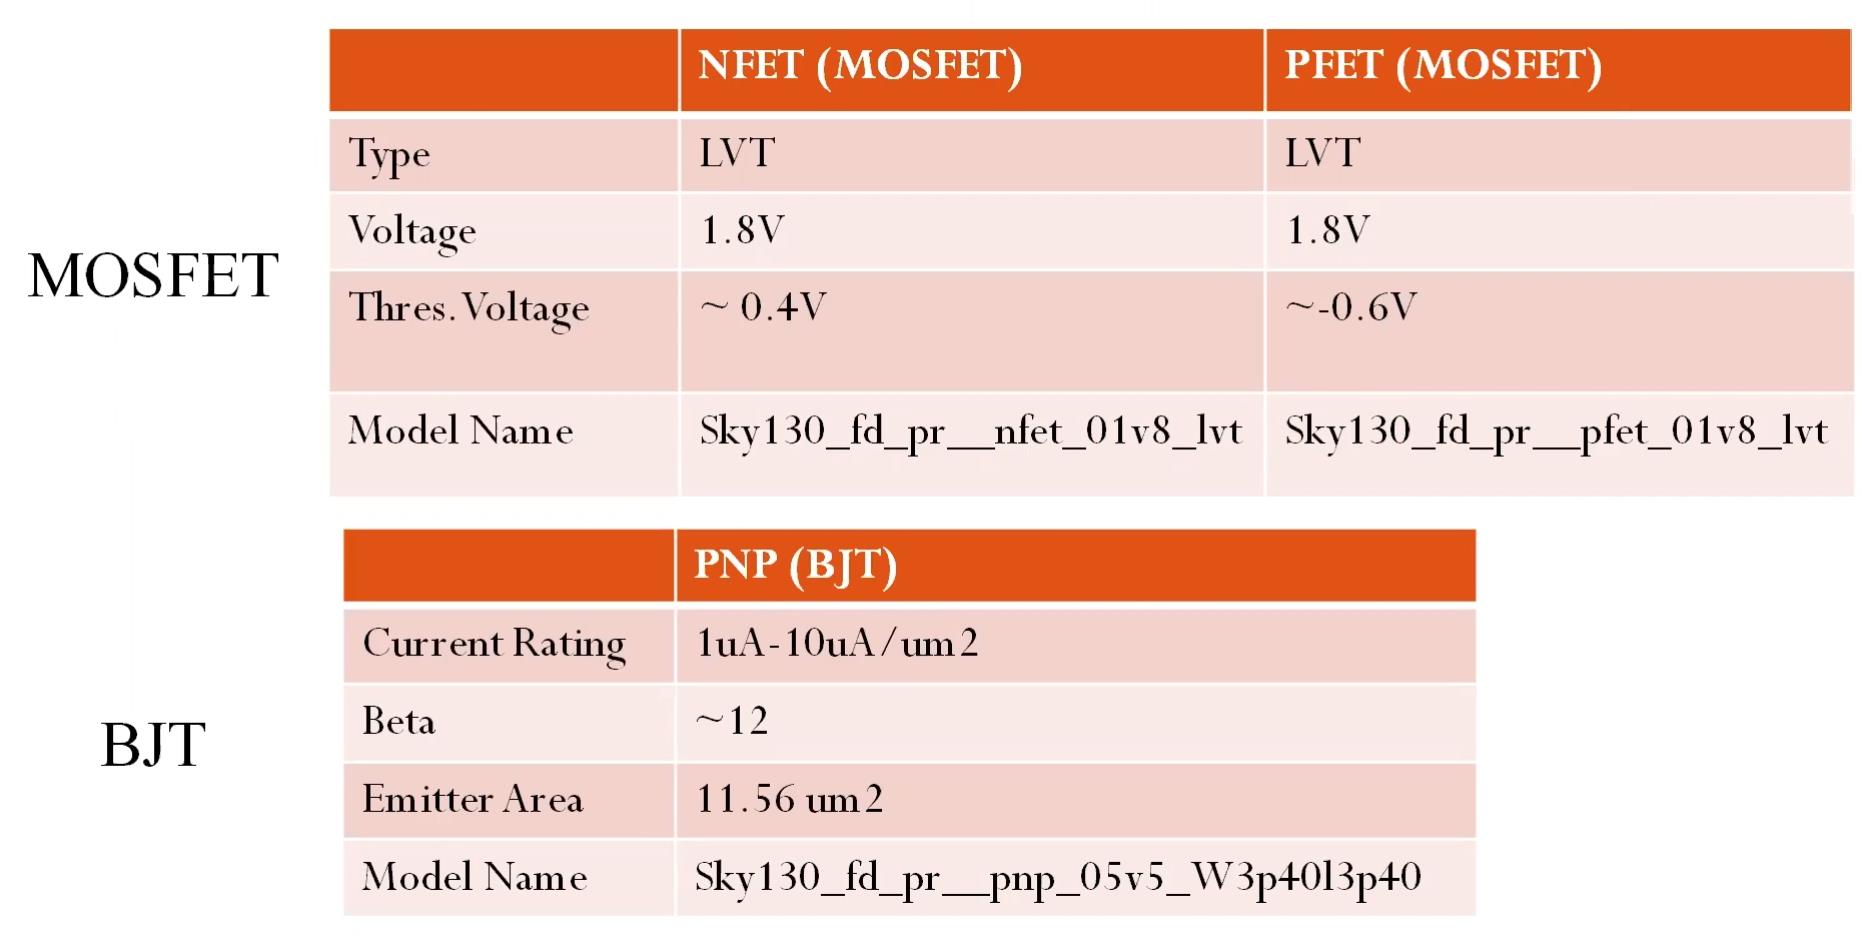 MOSFET
NFET (MOSFET) PFET (MOSFET)
Type LVT LVT
Voltage 1.8V 1.8V
Thres. Voltage ~ 0.4V ~-0.6V
Model Name Sky130_fd_pr__nfet_01v8_lvt Sky130_fd_pr__pfet_01v8_lvt
BJT
PNP (BJT)
Current Rating 1uA-10uA/um2
Beta ~12
Emitter Area 11.56 um2
Model Name Sky130_fd_pr__pnp_05v5_W3p40l3p40